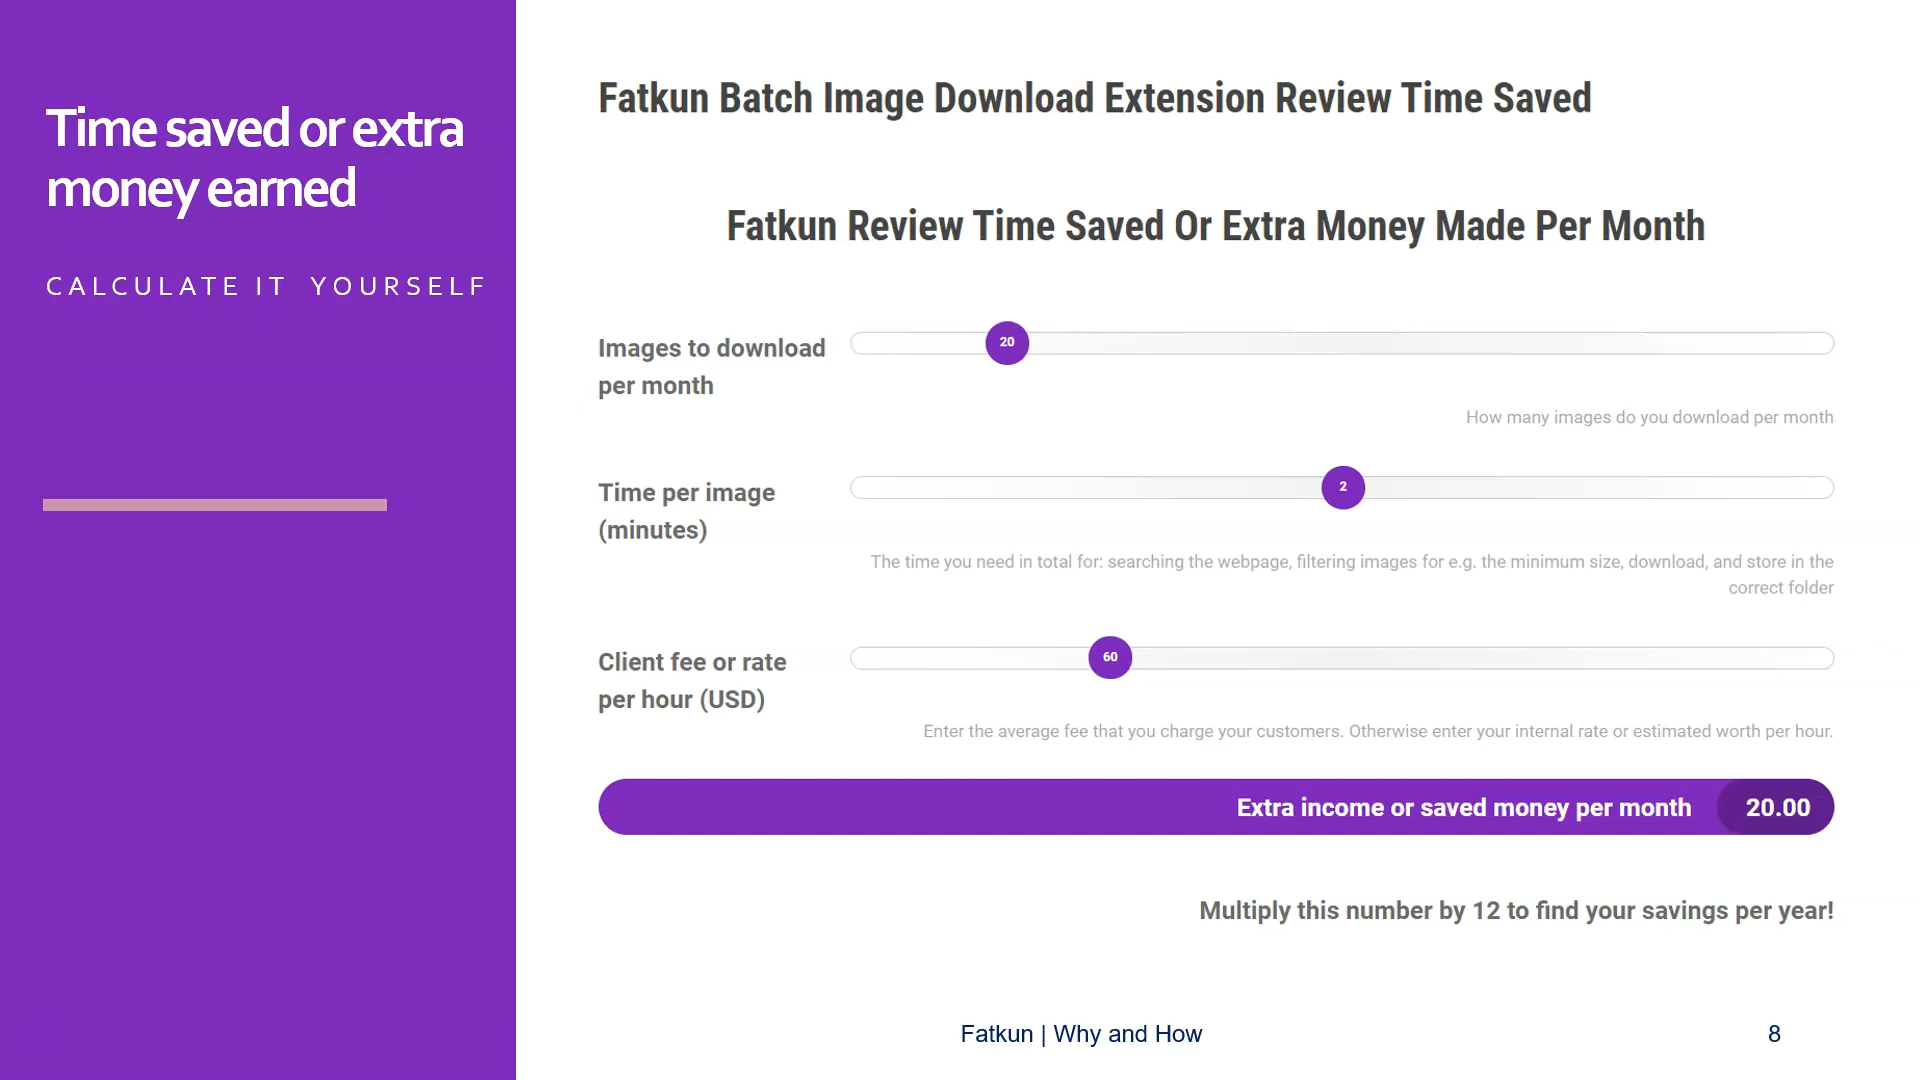 Time saved or extra
money earned
CALCULATE IT YOURSELF
Fatkun Batch Image Download Extension Review Time Saved
Fatkun Review Time Saved Or Extra Money Made Per Month
Images to download
per month
20
How many images do you download per month
Time per image
(minutes)
2
The time you need in total for: searching the webpage, filtering images for e.g. the minimum size, download, and store in the
correct folder
Client fee or rate
per hour (USD)
60
Enter the average fee that you charge your customers. Otherwise enter your internal rate or estimated worth per hour.
Extra income or saved money per month 20.00
Multiply this number by 12 to find your savings per year!
Fatkun | Why and How 8